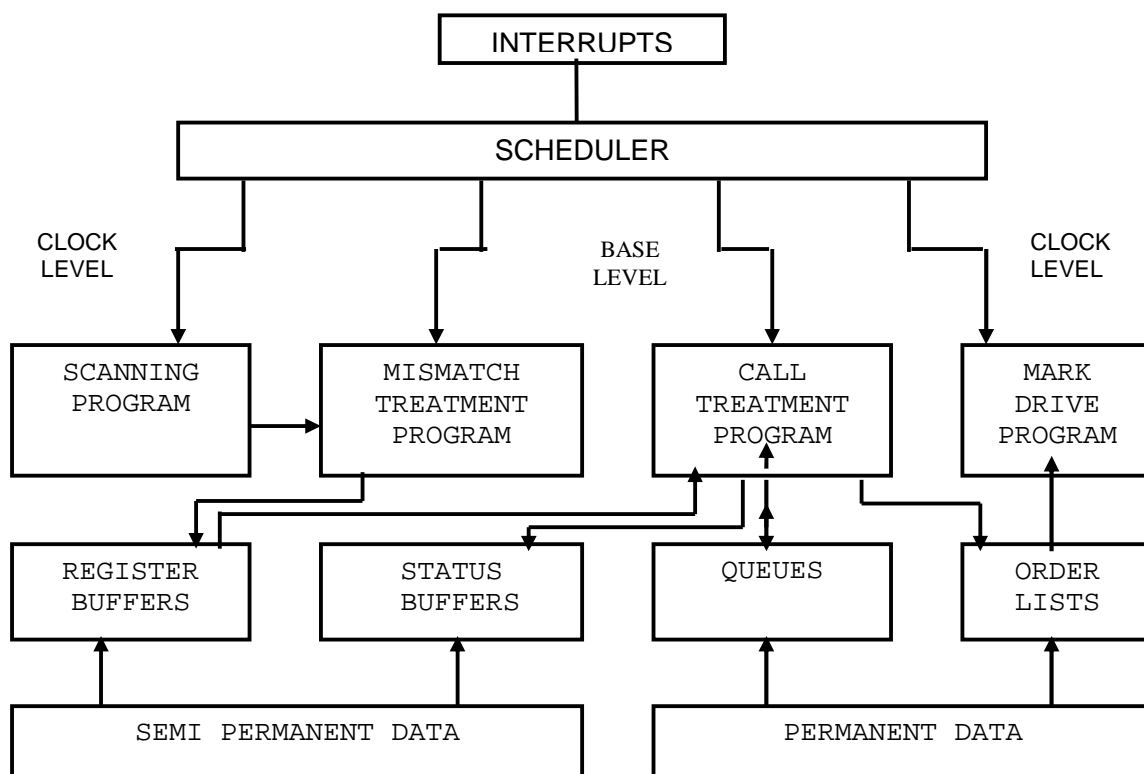 INTERRUPTS
SCHEDULER
CLOCK
LEVEL
BASE
LEVEL
CLOCK
LEVEL
SCANNING
PROGRAM
MISMATCH
TREATMENT
PROGRAM
CALL
TREATMENT
PROGRAM
MARK
DRIVE
PROGRAM
REGISTER
BUFFERS
STATUS
BUFFERS
QUEUES
ORDER
LISTS
SEMI PERMANENT DATA
PERMANENT DATA